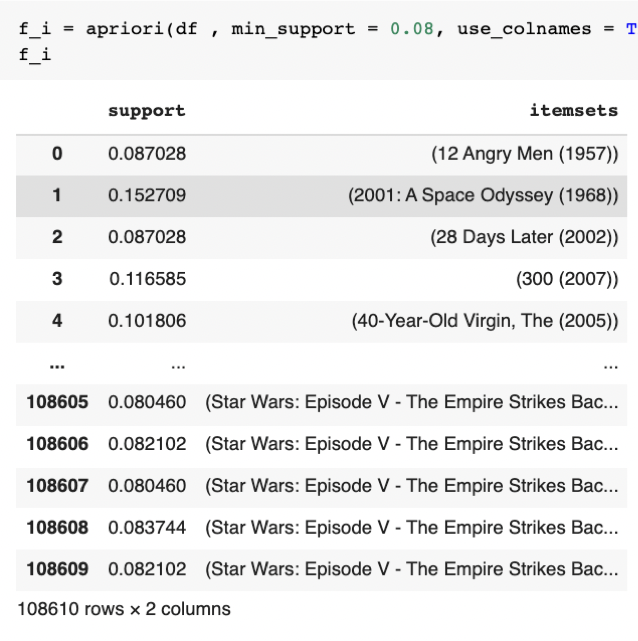 f_i = apriori(df , min_support = 0.08, use_colnames = T
f_i
support itemsets
0 0.087028 (12 Angry Men (1957))
1 0.152709 (2001: A Space Odyssey (1968))
2 0.087028 (28 Days Later (2002))
3 0.116585 (300 (2007))
4 0.101806 (40-Year-Old Virgin, The (2005))
... ... ...
108605 0.080460 (Star Wars: Episode V - The Empire Strikes Bac...
108606 0.082102 (Star Wars: Episode V - The Empire Strikes Bac...
108607 0.080460 (Star Wars: Episode V - The Empire Strikes Bac...
108608 0.083744 (Star Wars: Episode V - The Empire Strikes Bac...
108609 0.082102 (Star Wars: Episode V - The Empire Strikes Bac...
108610 rows × 2 columns